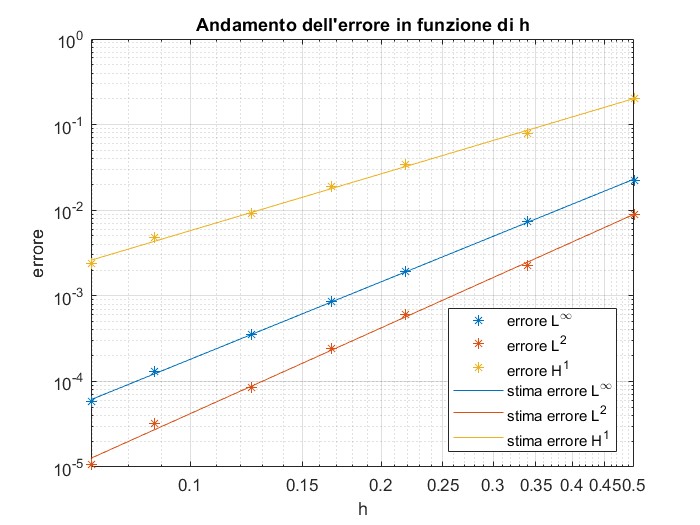 Andamento dell'errore in funzione di h
10^0
10^-1
10^-2
10^-3
10^-4
10^-5
errore
errore L^∞
errore L^2
errore H^1
stima errore L^∞
stima errore L^2
stima errore H^1
0.1 0.15 0.2 0.25 0.3 0.35 0.4 0.45 0.5
h